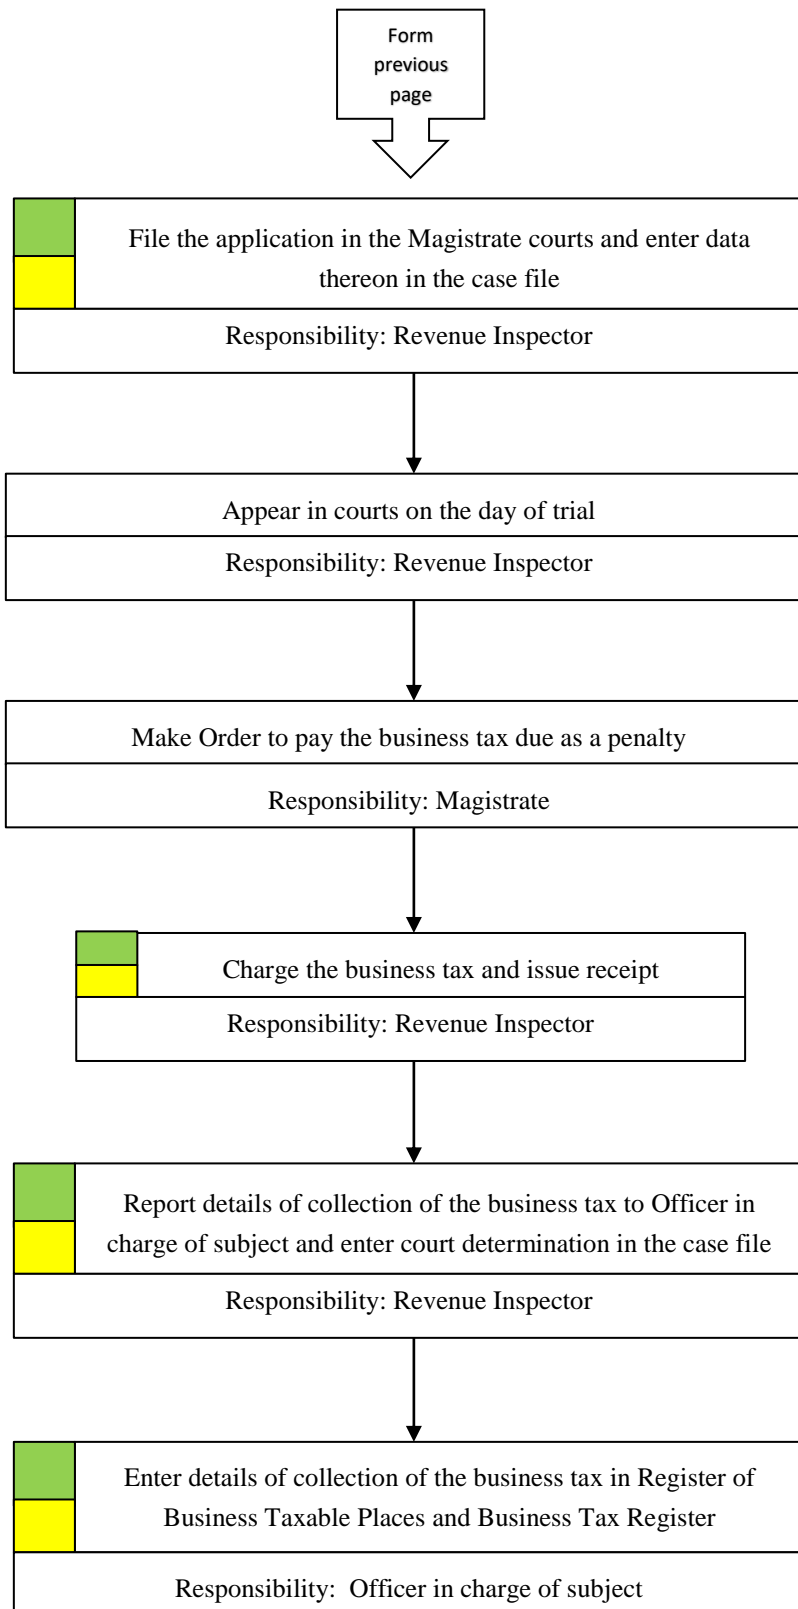 Form
previous
page
File the application in the Magistrate courts and enter data
thereon in the case file
Responsibility: Revenue Inspector
Appear in courts on the day of trial
Responsibility: Revenue Inspector
Make Order to pay the business tax due as a penalty
Responsibility: Magistrate
Charge the business tax and issue receipt
Responsibility: Revenue Inspector
Report details of collection of the business tax to Officer in
charge of subject and enter court determination in the case file
Responsibility: Revenue Inspector
Enter details of collection of the business tax in Register of
Business Taxable Places and Business Tax Register
Responsibility:  Officer in charge of subject